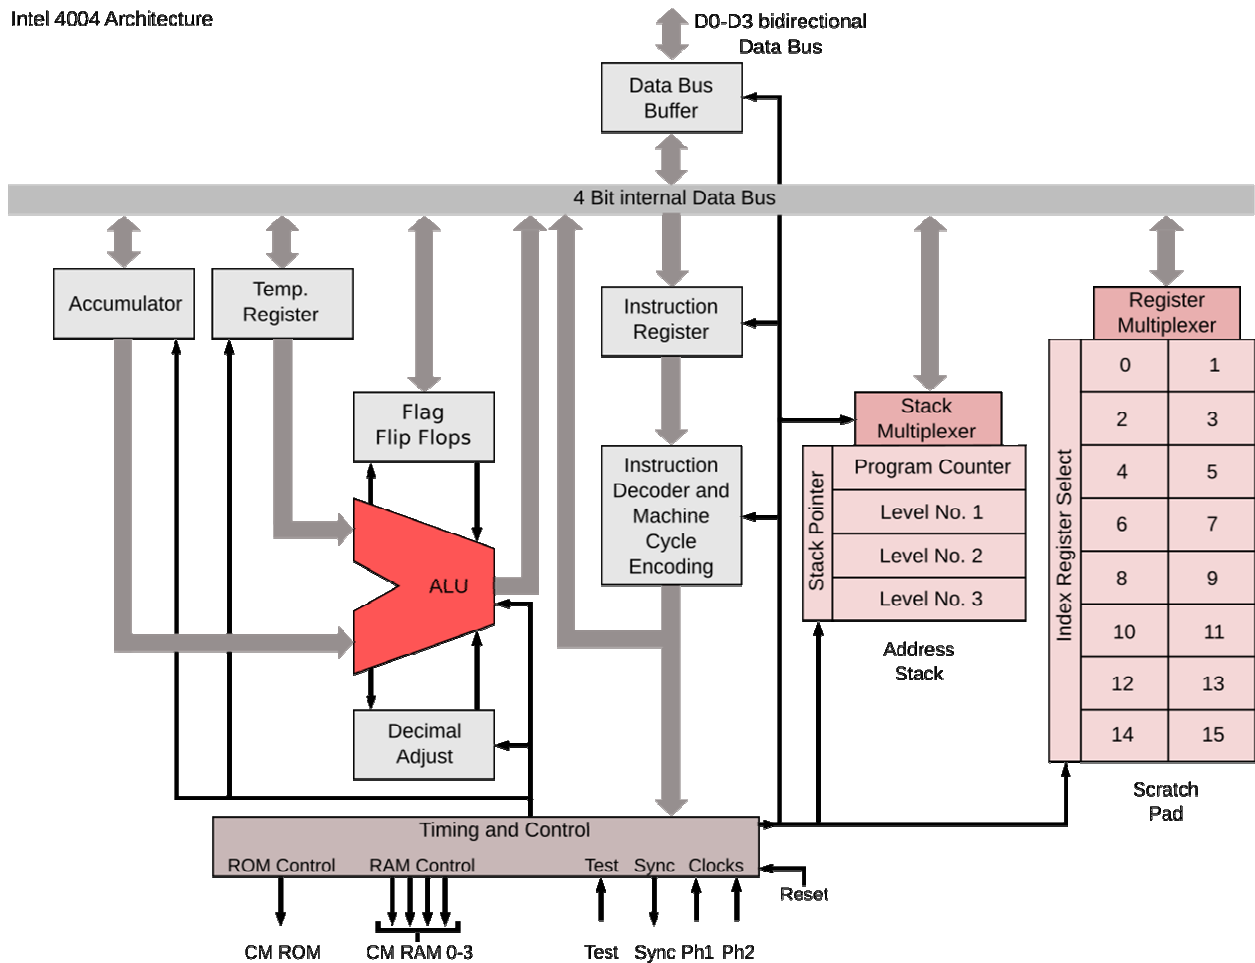 Intel 4004 Architecture
D0-D3 bidirectional
Data Bus
Data Bus
Buffer
4 Bit internal Data Bus
Accumulator
Temp.
Register
Instruction
Register
Register
Multiplexer
Flag
Flip Flops
Stack
Multiplexer
Instruction
Decoder and
Machine
Cycle
Encoding
Stack Pointer
Program Counter
Level No. 1
Level No. 2
Level No. 3
Address
Stack
Index Register Select
0 1
2 3
4 5
6 7
8 9
10 11
12 13
14 15
Scratch
Pad
ALU
Decimal
Adjust
Timing and Control
ROM Control RAM Control Test Sync Clocks
Reset
CM ROM CM RAM 0-3 Test Sync Ph1 Ph2